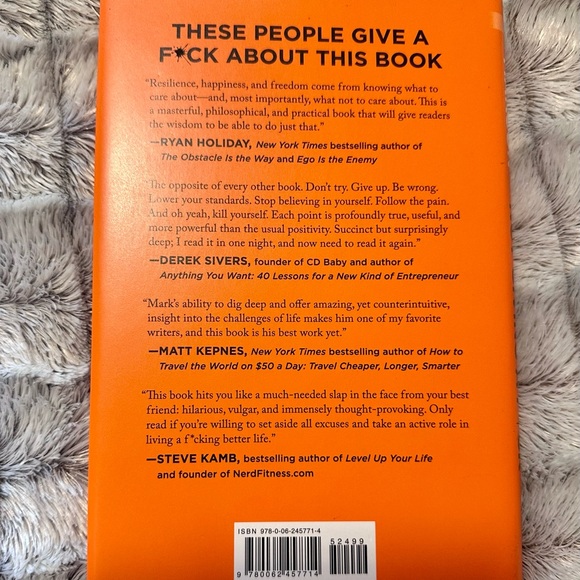 THESE PEOPLE GIVE A
F*CK ABOUT THIS BOOK
“Resilience, happiness, and freedom come from knowing what to
care about—and, most importantly, what not to care about. This is
a masterful, philosophical, and practical book that will give readers
the wisdom to be able to do just that.”
—RYAN HOLIDAY, New York Times bestselling author of
The Obstacle Is the Way and Ego Is the Enemy
“The opposite of every other book. Don’t try. Give up. Be wrong.
Lower your standards. Stop believing in yourself. Follow the pain.
And oh yeah, kill yourself. Each point is profoundly true, useful, and
more powerful than the usual positivity. Succinct but surprisingly
deep; I read it in one night, and now need to read it again.”
—DEREK SIVERS, founder of CD Baby and author of
Anything You Want: 40 Lessons for a New Kind of Entrepreneur
“Mark’s ability to dig deep and offer amazing, yet counterintuitive,
insight into the challenges of life makes him one of my favorite
writers, and this book is his best work yet.”
—MATT KEPNES, New York Times bestselling author of How to
Travel the World on $50 a Day: Travel Cheaper, Longer, Smarter
“This book hits you like a much-needed slap in the face from your best
friend: hilarious, vulgar, and immensely thought-provoking. Only
read if you’re willing to set aside all excuses and take an active role in
living a f*cking better life.”
—STEVE KAMB, bestselling author of Level Up Your Life
and founder of NerdFitness.com
ISBN 978-0-06-245771-4
52499
9 780062 457714